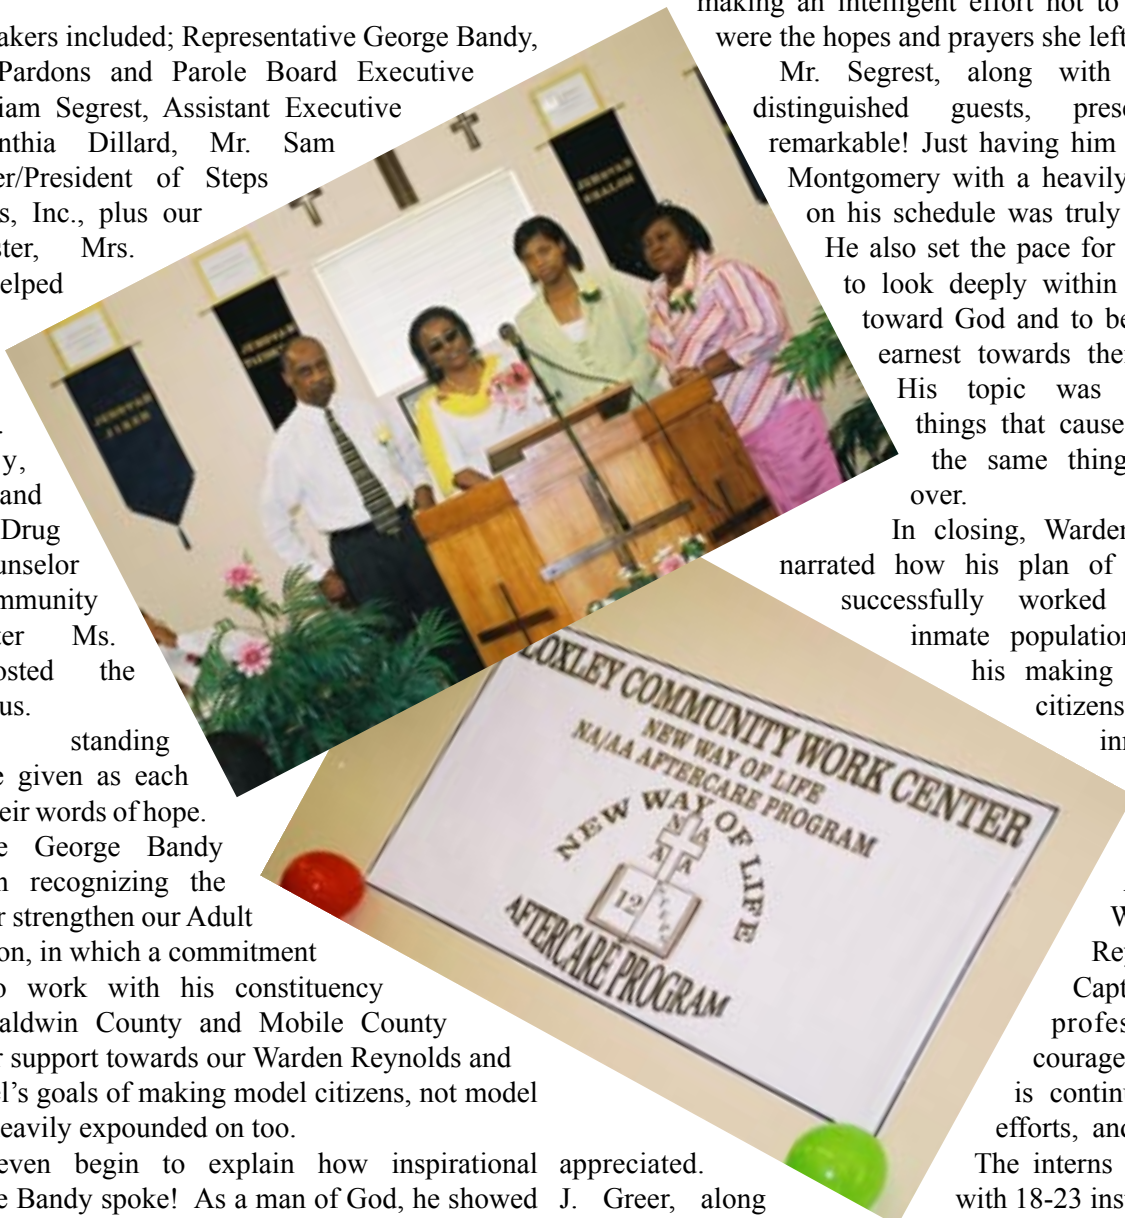 akers included; Representative George Bandy,
Pardons and Parole Board Executive
iam Segrest, Assistant Executive
nthia Dillard, Mr. Sam
er/President of Steps
s, Inc., plus our
ster, Mrs.
elped
y,
and
Drug
unselor
mmunity
ter Ms.
osted the
us.
standing
e given as each
eir words of hope.
e George Bandy
n recognizing the
r strengthen our Adult
on, in which a commitment
o work with his constituency
aldwin County and Mobile County
r support towards our Warden Reynolds and
el's goals of making model citizens, not model
eavily expounded on too.
even begin to explain how inspirational
e Bandy spoke! As a man of God, he showed
JEHOVAH
JIREH
JEHOVAH
JEHOVAH
SHALOM
LOXLEY COMMUNITY WORK CENTER
NEW WAY OF LIFE
NA/AA AFTERCARE PROGRAM
NEW WAY OF LIFE
N A
A A
12
AFTERCARE PROGRAM
appreciated.
J. Greer, along
making an intelligent effort not to
were the hopes and prayers she left
Mr. Segrest, along with
distinguished guests, prese
remarkable! Just having him
Montgomery with a heavily
on his schedule was truly
He also set the pace for
to look deeply within
toward God and to be
earnest towards the
His topic was
things that cause
the same thing
over.
In closing, Warden
narrated how his plan of
successfully worked
inmate population
his making
citizens
in
W
Rep
Capt
profes
courage
is contin
efforts, and
The interns
with 18-23 ins